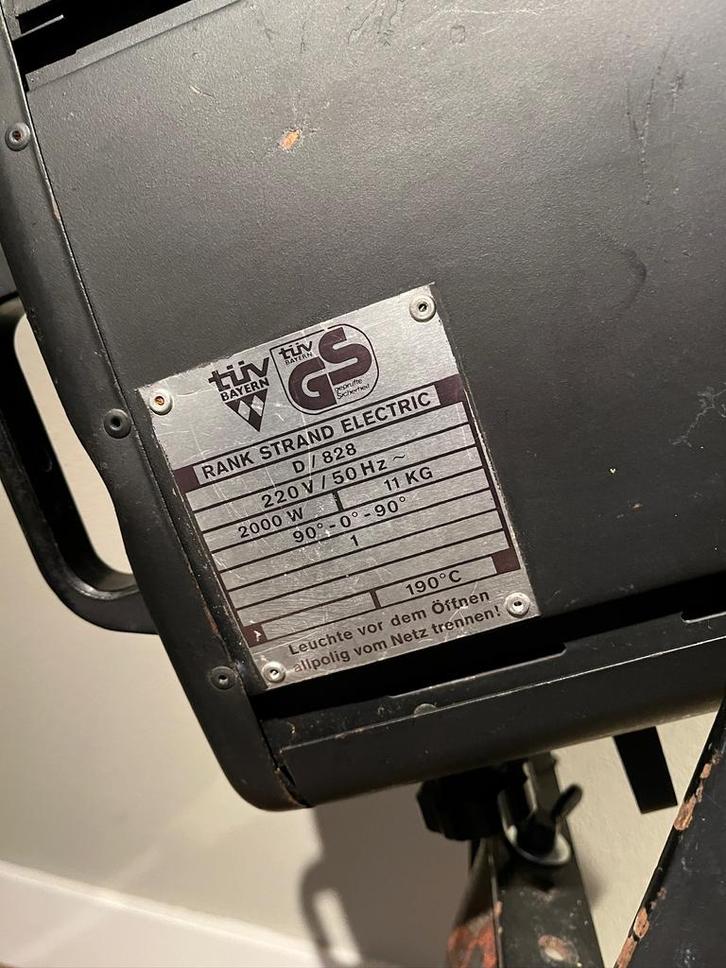 tüv
BAYERN
tüv
BAYERN
GS
geprüfte
Sicherheit
RANK STRAND ELECTRIC
D / 828
220 V / 50 Hz ~
2000 W 11 KG
90° - 0° - 90°
1
190°C
Leuchte vor dem Öffnen
allpolig vom Netz trennen!